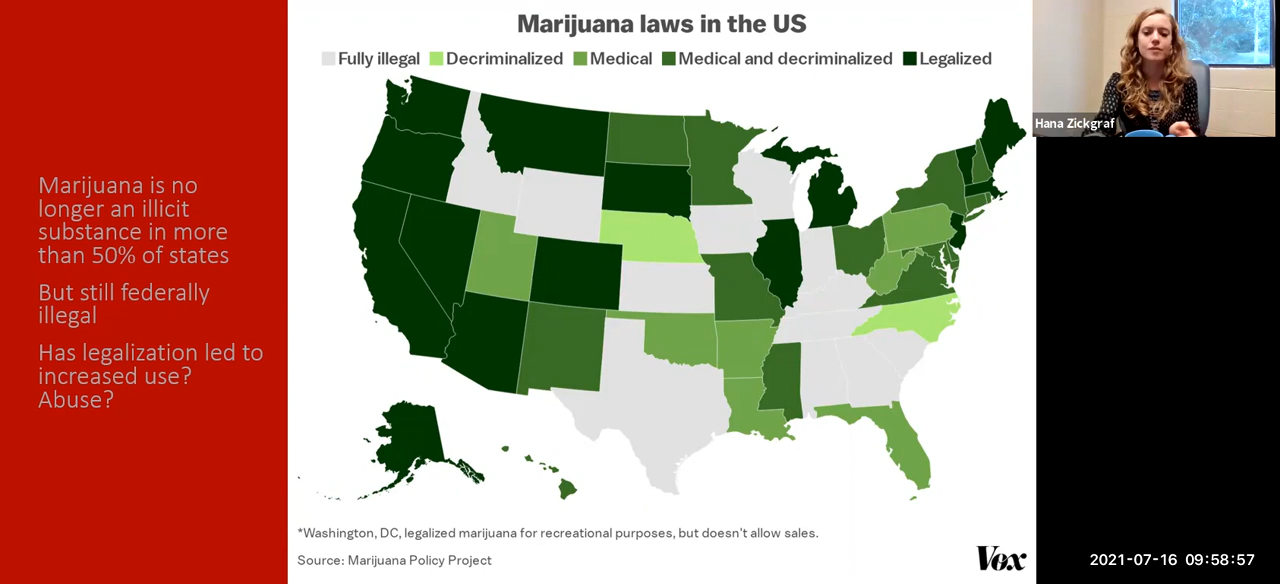 Marijuana laws in the US
Fully illegal Decriminalized Medical Medical and decriminalized Legalized
Marijuana is no
longer an illicit
substance in more
than 50% of states
But still federally
illegal
Has legalization led to
increased use?
Abuse?
*Washington, DC, legalized marijuana for recreational purposes, but doesn't allow sales.
Source: Marijuana Policy Project
Vox
Hana Zickgraf
2021-07-16 09:58:57